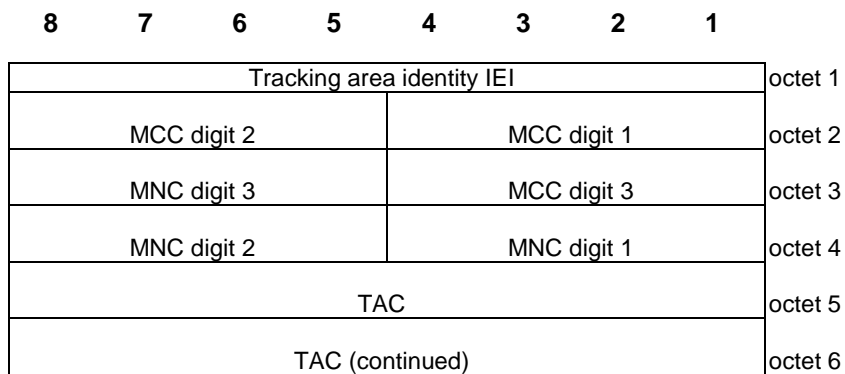 8 7 6 5 4 3 2 1
Tracking area identity IEI octet 1
MCC digit 2 MCC digit 1 octet 2
MNC digit 3 MCC digit 3 octet 3
MNC digit 2 MNC digit 1 octet 4
TAC octet 5
TAC (continued) octet 6